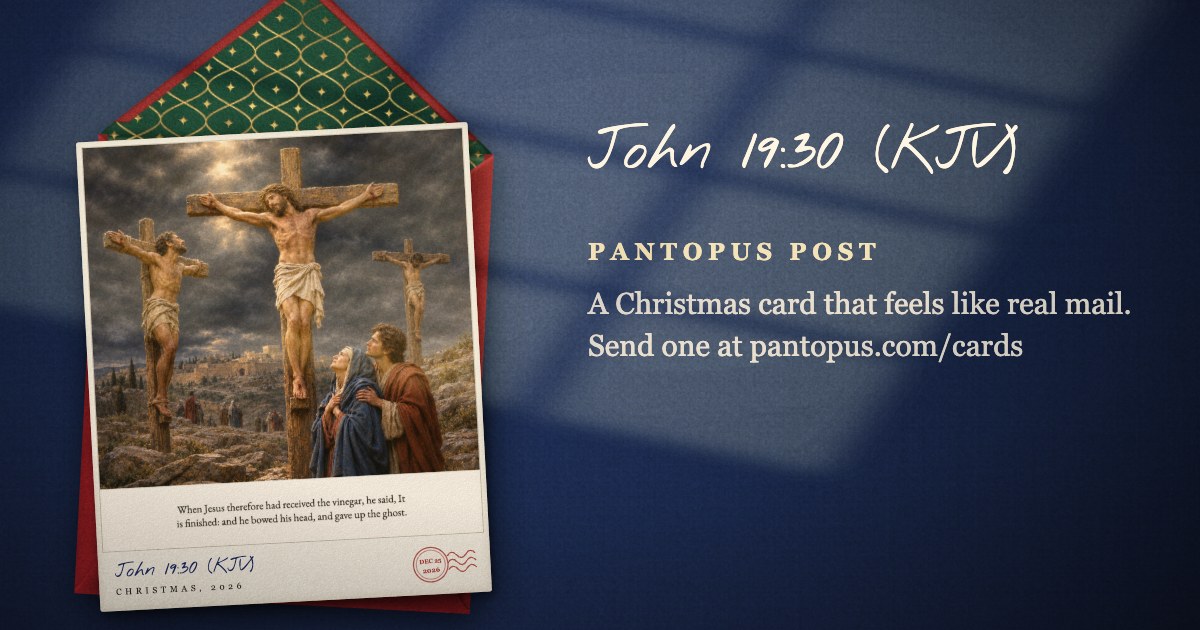 When Jesus therefore had received the vinegar, he said, It
is finished: and he bowed his head, and gave up the ghost.
John 19:30 (KJV)
CHRISTMAS, 2026
DEC 25
2026
John 19:30 (KJV)
PANTOPUS POST
A Christmas card that feels like real mail.
Send one at pantopus.com/cards